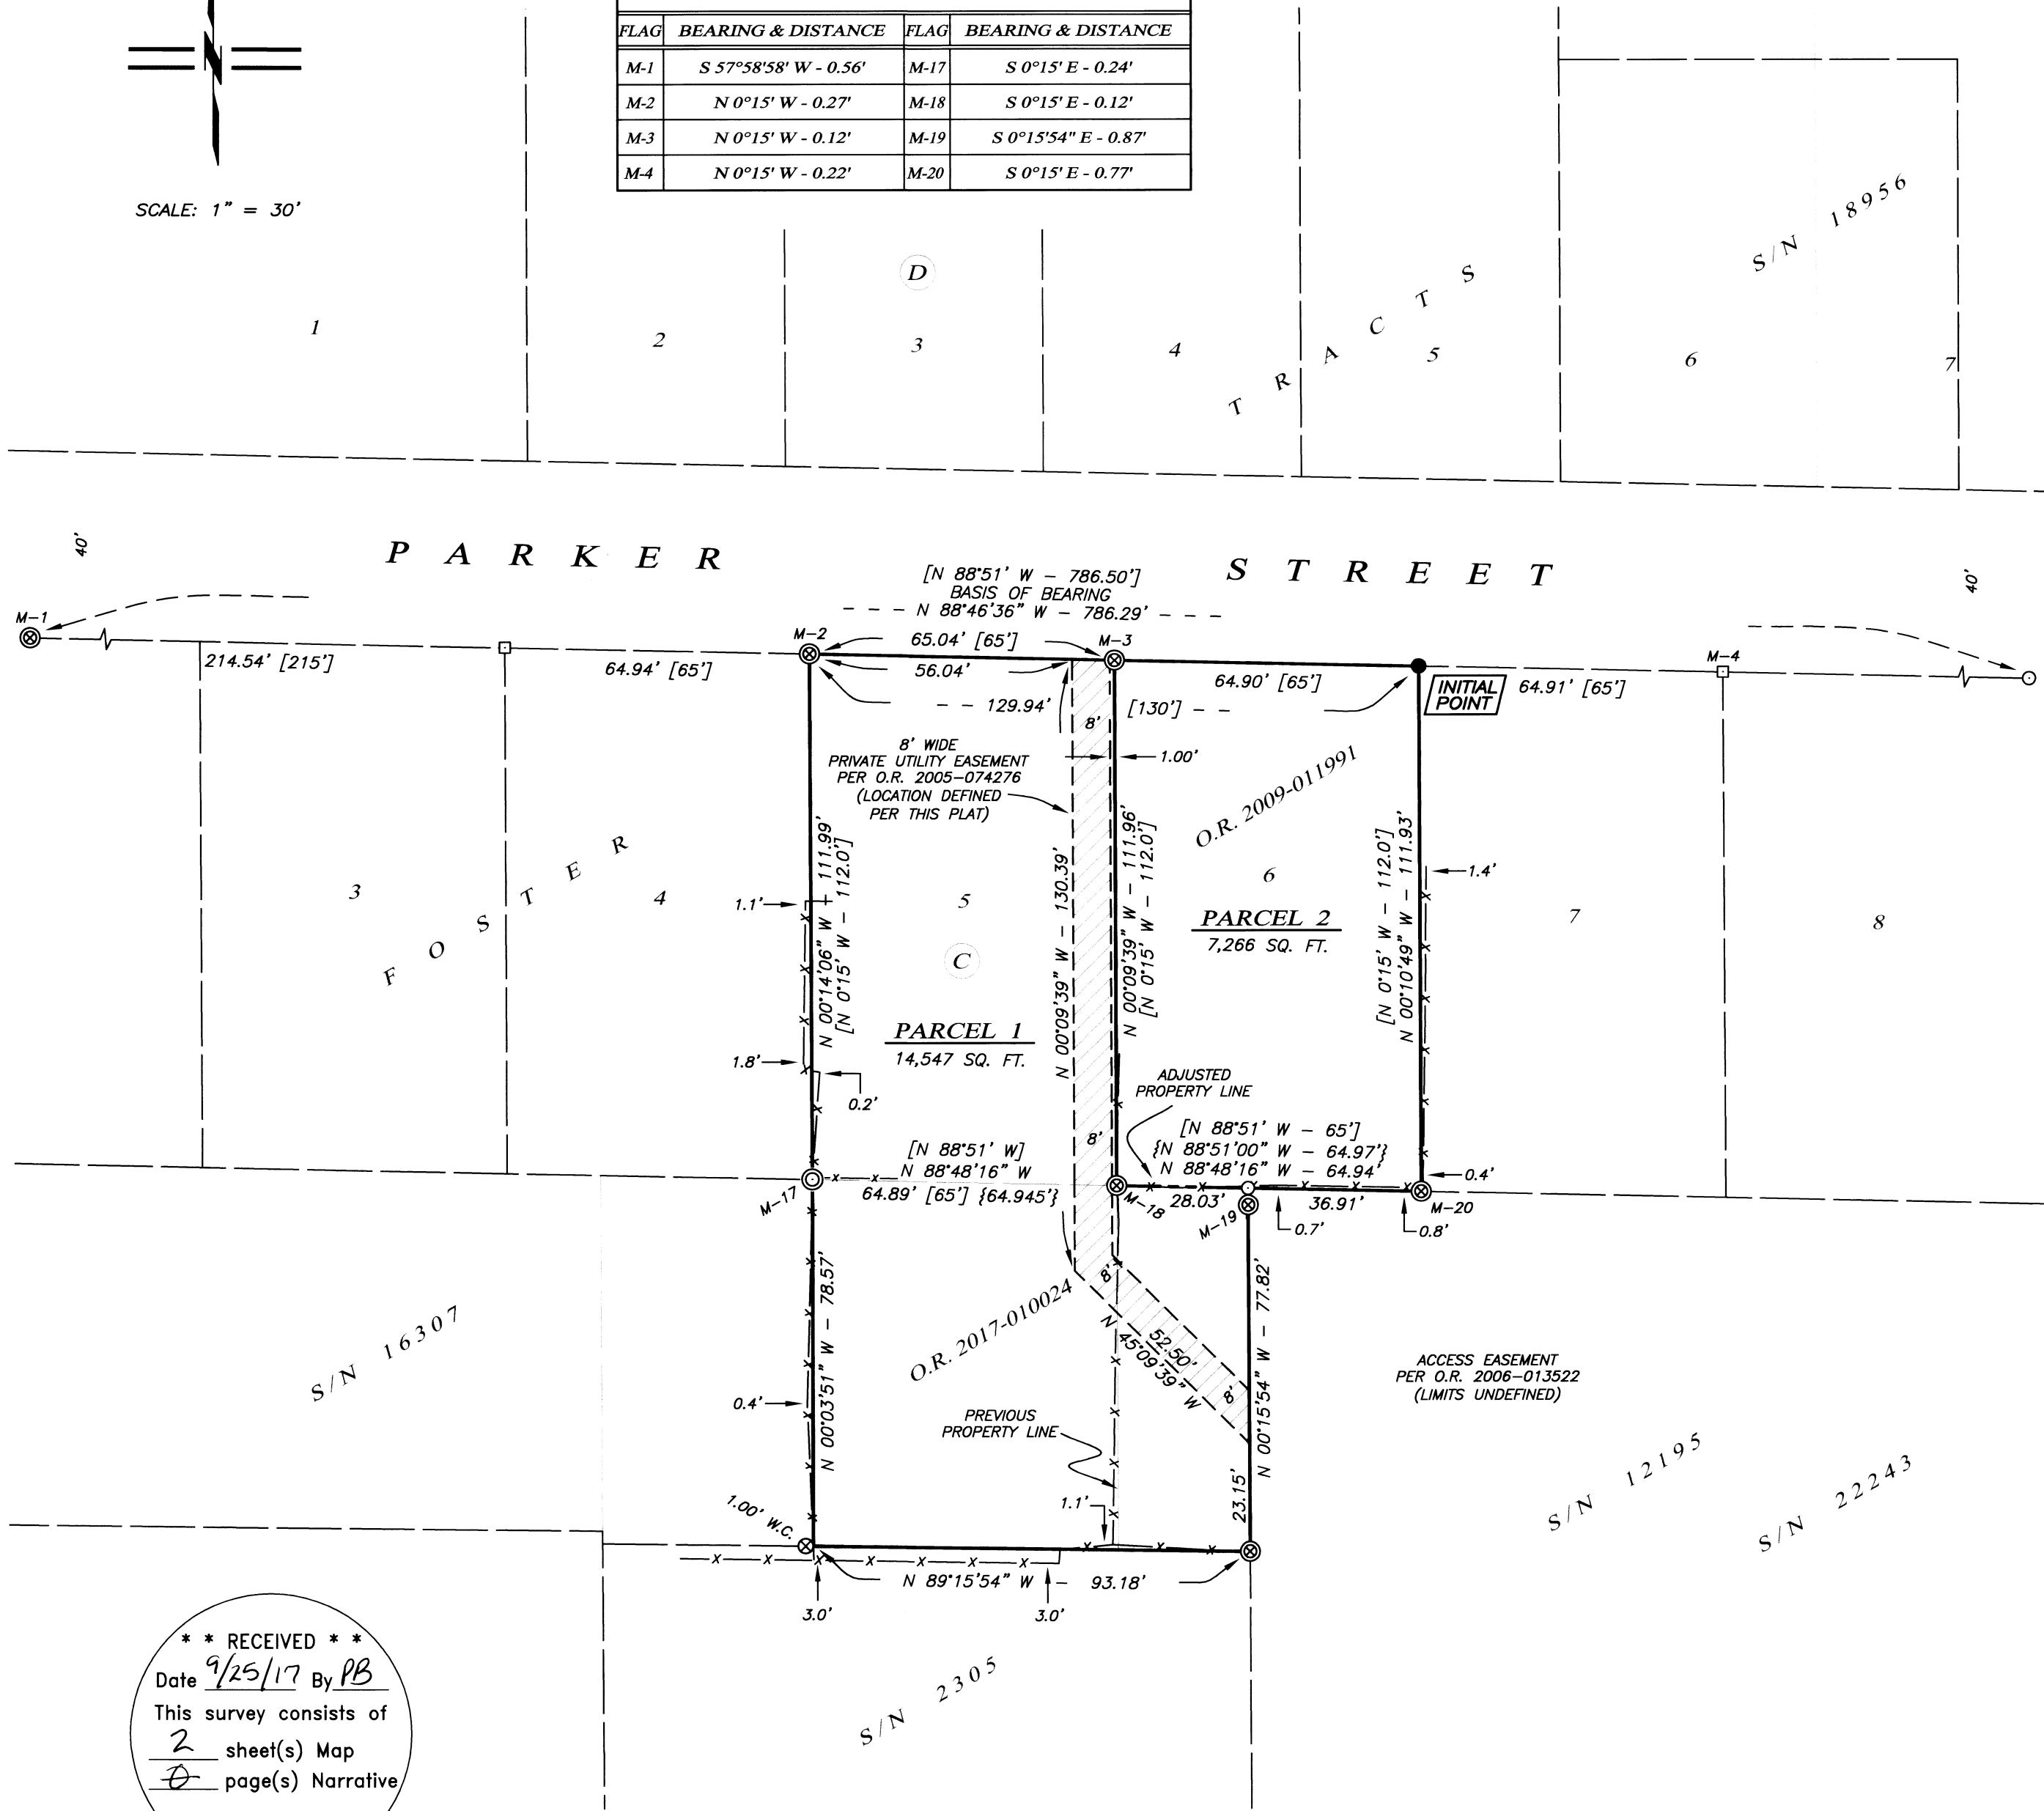 FLAG BEARING & DISTANCE FLAG BEARING & DISTANCE
M-1 S 57°58'58' W - 0.56' M-17 S 0°15' E - 0.24'
M-2 N 0°15' W - 0.27' M-18 S 0°15' E - 0.12'
M-3 N 0°15' W - 0.12' M-19 S 0°15'54" E - 0.87'
M-4 N 0°15' W - 0.22' M-20 S 0°15' E - 0.77'
N
SCALE: 1" = 30'
S/N 18956
D
1
2
3
4
5
6
7
TRACTS
40'
PARKER STREET
40'
[N 88°51' W - 786.50']
BASIS OF BEARING
- - - N 88°46'36" W - 786.29' - - -
M-1
M-2
65.04' [65']
M-3
M-4
214.54' [215']
64.94' [65']
56.04'
64.90' [65']
INITIAL
POINT
64.91' [65']
- - 129.94'
[130'] - -
8'
1.00'
8' WIDE
PRIVATE UTILITY EASEMENT
PER O.R. 2005-074276
(LOCATION DEFINED
PER THIS PLAT)
O.R. 2009-011991
N 00°14'06" W - 111.99'
[N 0°15' W - 112.0']
N 00°09'39" W - 130.39'
N 00°09'39" W - 111.96'
[N 0°15' W - 112.0']
[N 0°15' W - 112.0']
N 00°10'49" W - 111.93'
1.4'
3
FOSTER
4
1.1'
5
6
7
8
C
PARCEL 2
7,266 SQ. FT.
PARCEL 1
14,547 SQ. FT.
1.8'
0.2'
ADJUSTED
PROPERTY LINE
8'
[N 88°51' W]
N 88°48'16" W
64.89' [65'] {64.945'}
[N 88°51' W - 65']
{N 88°51'00" W - 64.97'}
N 88°48'16" W - 64.94'
0.4'
M-17
M-18
28.03'
M-19
36.91'
M-20
0.7'
0.8'
N 00°03'51" W - 78.57'
O.R. 2017-010024
8'
52.50'
N 45°09'39" W
8'
N 00°15'54" W - 77.82'
S/N 16307
ACCESS EASEMENT
PER O.R. 2006-013522
(LIMITS UNDEFINED)
0.4'
PREVIOUS
PROPERTY LINE
23.15'
S/N 12195
S/N 22243
1.00' W.C.
1.1'
N 89°15'54" W - 93.18'
3.0'
3.0'
S/N 2305
* * RECEIVED * *
Date 9/25/17 By PB
This survey consists of
2 sheet(s) Map
0 page(s) Narrative